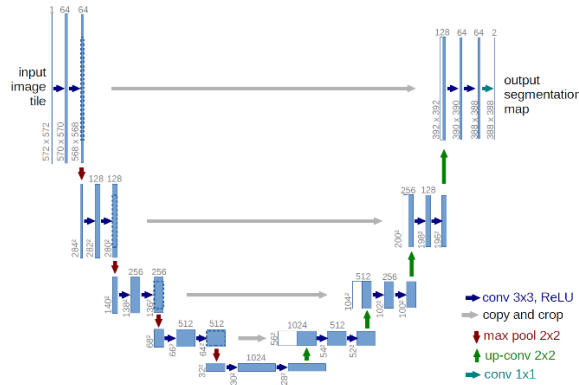 1 64 64
128 64 64 2
input
image
tile
output
segmentation
map
572 x 572
570 x 570
568 x 568
392 x 392
390 x 390
388 x 388
388 x 388
128 128
256 128
284²
282²
280²
200²
198²
196²
256 256
512 256
140²
138²
136²
104²
102²
100²
512 512
1024 512
68²
66²
64²
56²
54²
52²
1024
32²
30²
28²
conv 3x3, ReLU
copy and crop
max pool 2x2
up-conv 2x2
conv 1x1